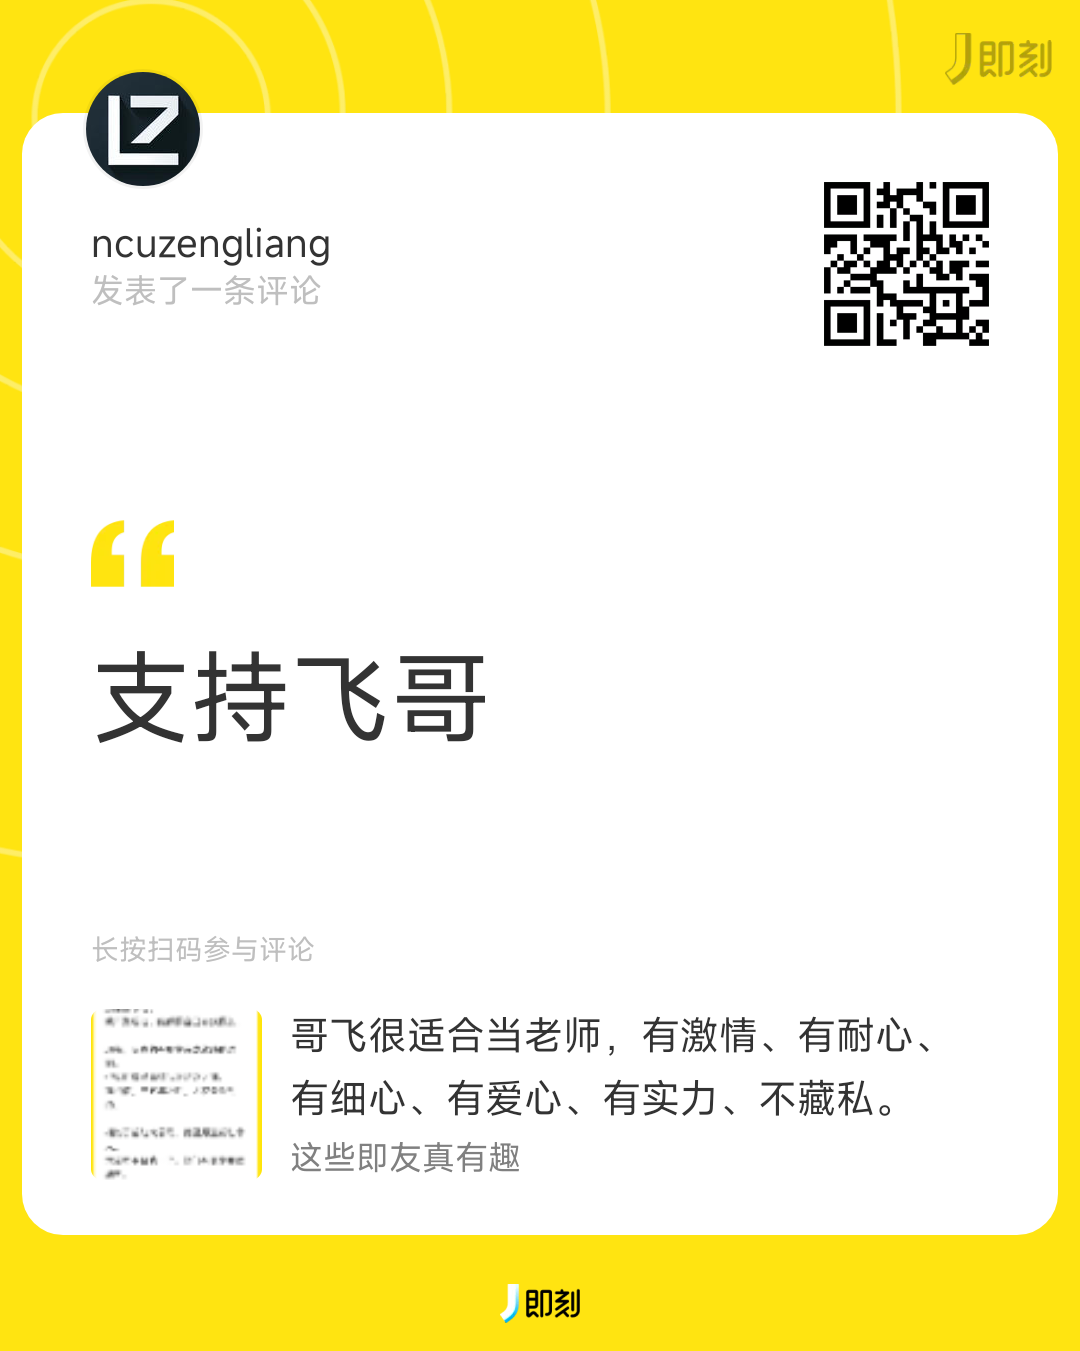 即刻
LZ
ncuzengliang
发表了一条评论
支持飞哥
长按扫码参与评论
哥飞很适合当老师，有激情、有耐心、
有细心、有爱心、有实力、不藏私。
这些即友真有趣
即刻